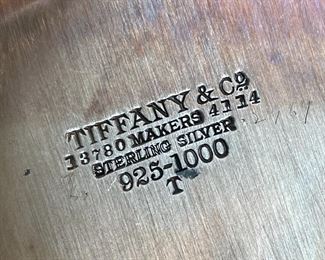 TIFFANY & Co.
13780 MAKERS 4114
STERLING SILVER
925-1000
T